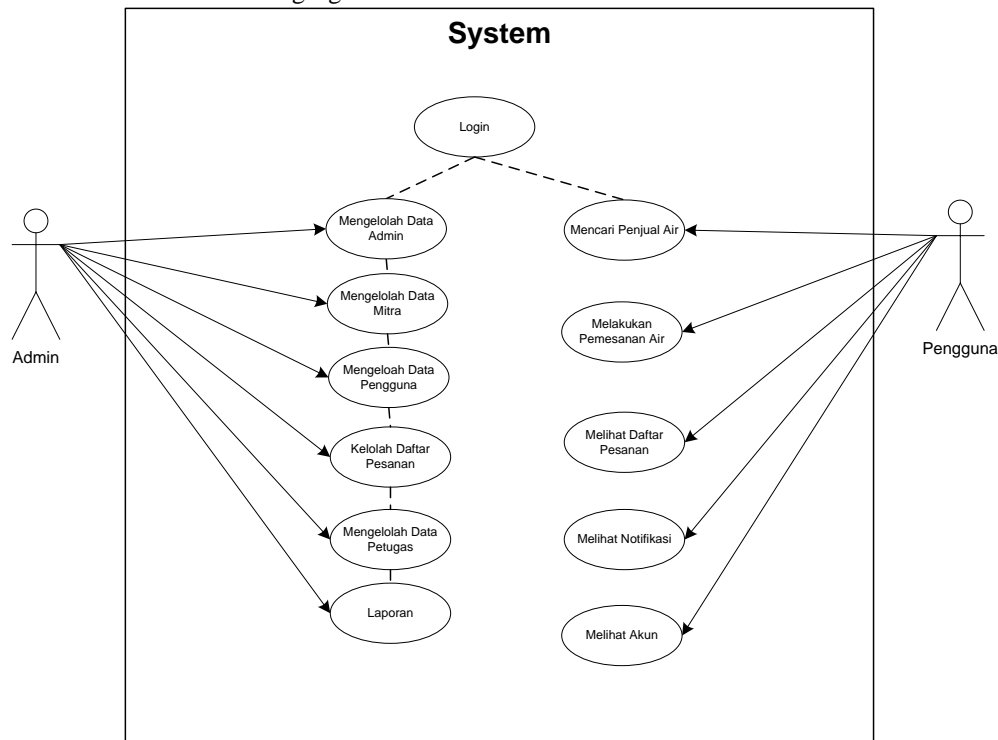 System
Login
Mengelolah Data
Admin
Mencari Penjual Air
Mengelolah Data
Mitra
Melakukan
Pemesanan Air
Admin
Pengguna
Mengeloah Data
Pengguna
Kelolah Daftar
Pesanan
Melihat Daftar
Pesanan
Mengelolah Data
Petugas
Melihat Notifikasi
Laporan
Melihat Akun